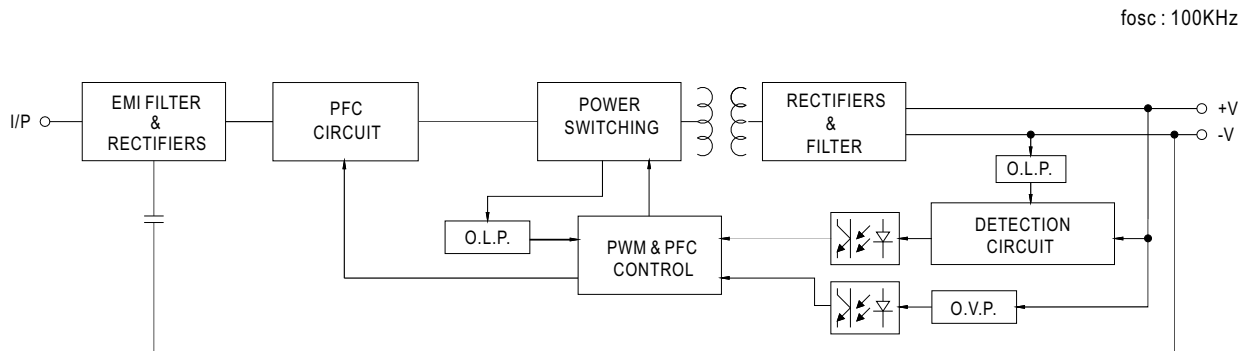 fosc : 100KHz
I/P
EMI FILTER
&
RECTIFIERS
PFC
CIRCUIT
POWER
SWITCHING
RECTIFIERS
&
FILTER
+V
-V
O.L.P.
O.L.P.
PWM & PFC
CONTROL
DETECTION
CIRCUIT
O.V.P.